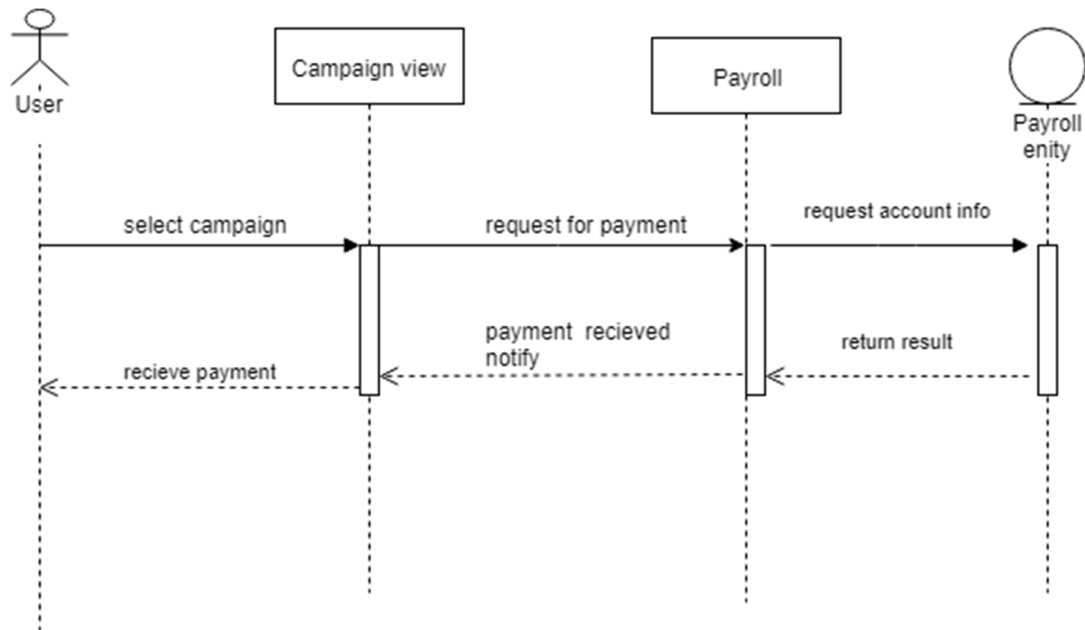 User
Campaign view
Payroll
Payroll
enity
select campaign
request for payment
request account info
payment  recieved
notify
return result
recieve payment